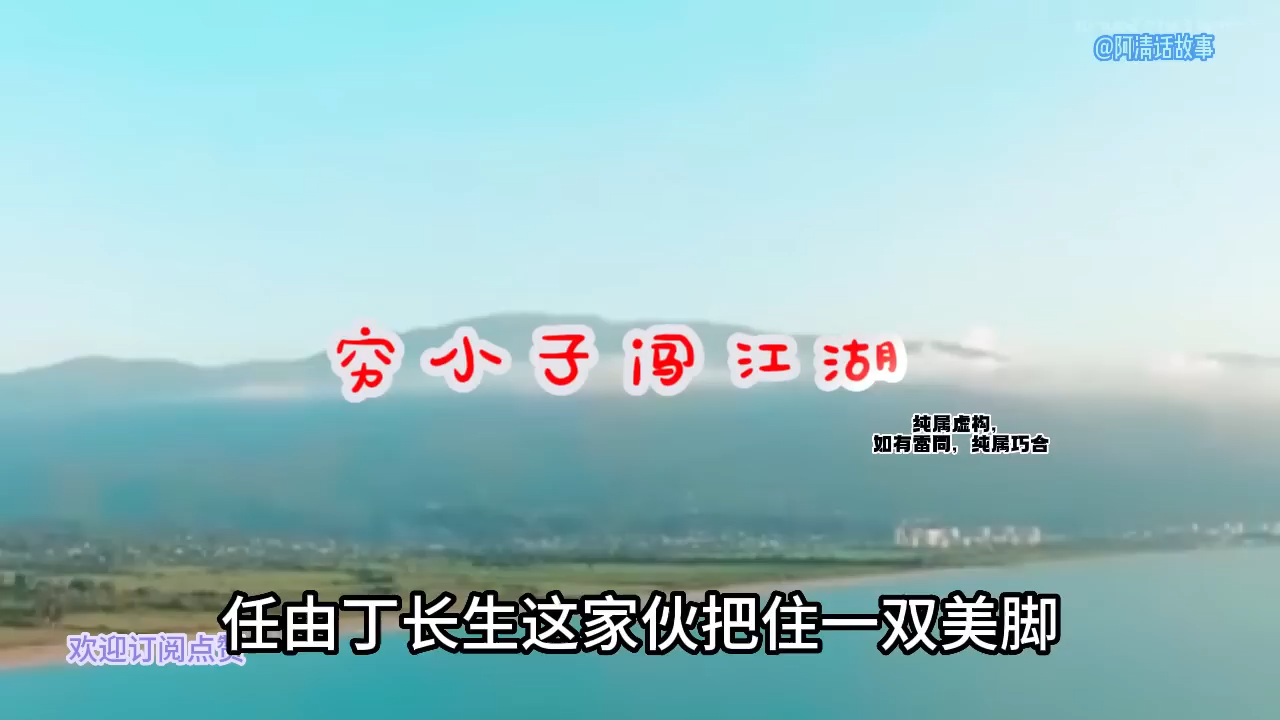 @阿清话故事
穷小子闯江湖
纯属虚构，
如有雷同，纯属巧合
任由丁长生这家伙把住一双美脚
欢迎订阅点赞